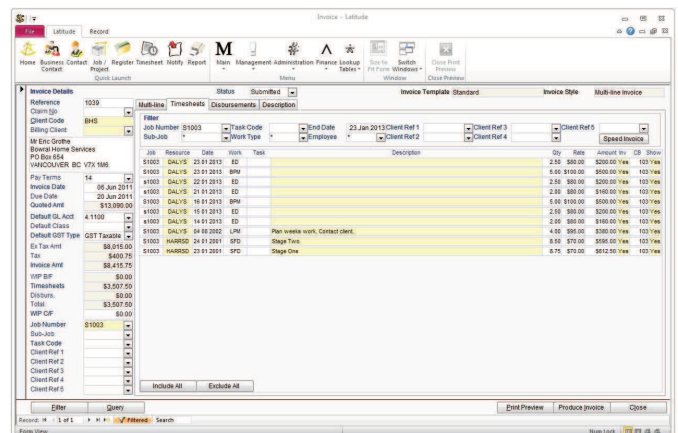 Invoice - Latitude
File Latitude Record
Home Business Contact Contact Job / Project Register Timesheet Notify Report Main Management Administration Finance Lookup Tables Size to Fit Form Switch Windows Close Print Preview
Quick Launch Menu Window Close Preview
Invoice Details Status Submitted Invoice Template Standard Invoice Style Multi-line Invoice
Reference 1039
Claim No
Client Code BHS
Billing Client
Mr Eric Grothe
Bowral Home Services
PO Box 654
VANCOUVER BC V7X 1M6
Pay Terms 14
Invoice Date 06 Jun 2011
Due Date 20 Jun 2011
Quoted Amt $13,090.00
Default GL Acct 4.1100
Default Class
Default GST Type GST Taxable
Ex Tax Amt $8,015.00
Tax $400.75
Invoice Amt $8,415.75
WIP B/F $0.00
Timesheets $3,507.50
Disburs. $0.00
Total $3,507.50
WIP C/F $0.00
Job Number S1003
Sub-Job
Task Code
Client Ref 1
Client Ref 2
Client Ref 3
Client Ref 4
Client Ref 5
Multi-line Timesheets Disbursements Description
Filter
Job Number S1003 Task Code End Date 23 Jan 2013 Client Ref 1 Client Ref 3 Client Ref 5
Sub-Job * Work Type * Employee * Client Ref 2 Client Ref 4 Speed Invoice
Job Resource Date Work Task Description Qty Rate Amount Inv CB Show
S1003 DALYS 23 01 2013 ED 2.50 $80.00 $200.00 Yes 103 Yes
S1003 DALYS 23 01 2013 BPM 5.00 $100.00 $500.00 Yes 103 Yes
s1003 DALYS 22 01 2013 ED 2.50 $80.00 $200.00 Yes 103 Yes
s1003 DALYS 21 01 2013 ED 2.00 $80.00 $160.00 Yes 103 Yes
S1003 DALYS 16 01 2013 BPM 5.00 $100.00 $500.00 Yes 103 Yes
s1003 DALYS 15 01 2013 ED 2.50 $80.00 $200.00 Yes 103 Yes
s1003 DALYS 14 01 2013 ED 2.00 $80.00 $160.00 Yes 103 Yes
S1003 DALYS 04 08 2002 LPM Plan weeks work, Contact client. 4.00 $95.00 $380.00 Yes 103 Yes
S1003 HARRSD 24 01 2001 SFD Stage Two. 8.50 $70.00 $595.00 Yes 103 Yes
S1003 HARRSD 23 01 2001 SFD Stage One 8.75 $70.00 $612.50 Yes 103 Yes
Include All Exclude All
Filter Query Print Preview Produce Invoice Close
Record: 1 of 1 Filtered Search
Form View Num Lock